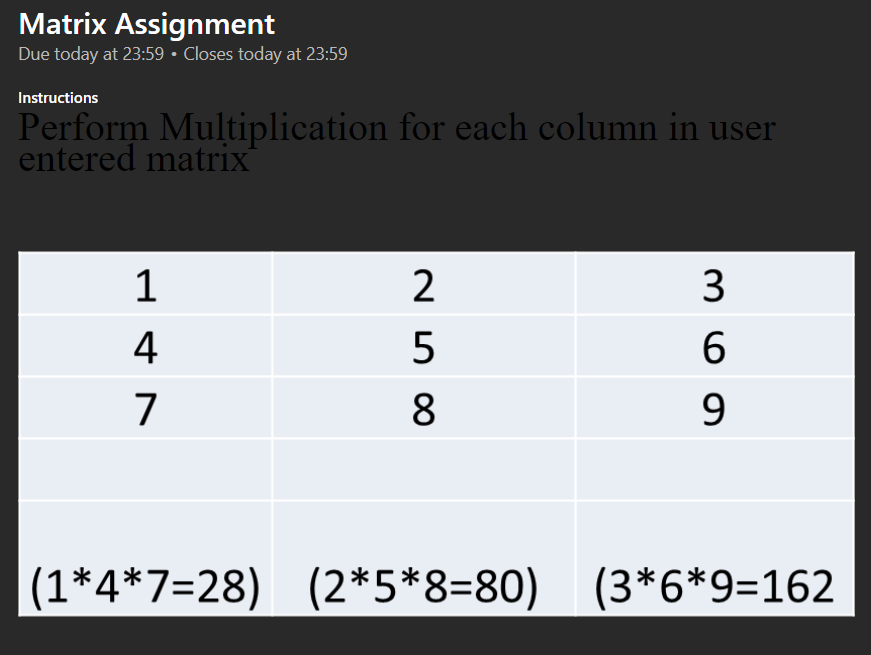 Matrix Assignment
Due today at 23:59 • Closes today at 23:59
Instructions
Perform Multiplication for each column in user
entered matrix
1 2 3
4 5 6
7 8 9
(1*4*7=28) (2*5*8=80) (3*6*9=162